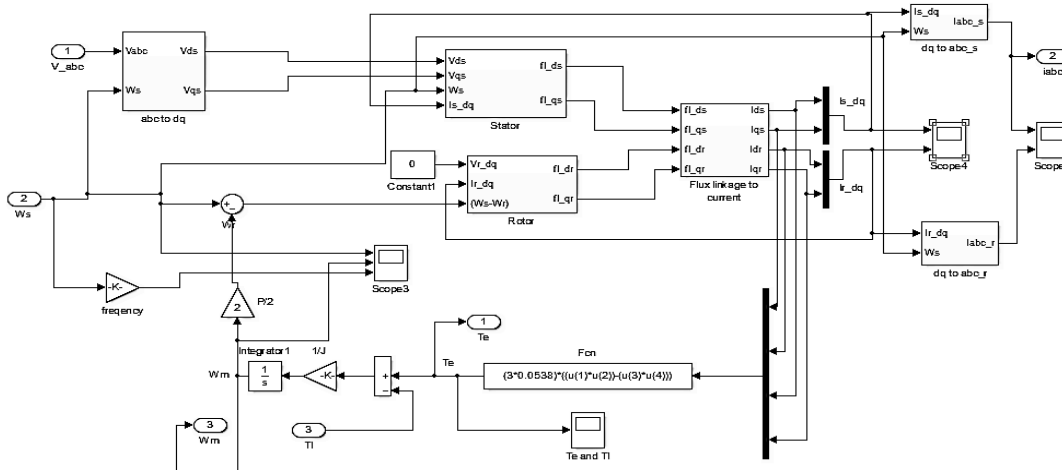 1
V_abc
Vabc
Ws
Vds
Vqs
abc to dq
Vds
Vqs
Ws
Is_dq
fl_ds
fl_qs
Stator
Is_dq
Ws
Iabc_s
dq to abc_s
2
iabc
0
Constant1
Vr_dq
Ir_dq
(Ws-Wr)
fl_dr
fl_qr
Rotor
fl_ds
fl_qs
fl_dr
fl_qr
Ids
Iqs
Idr
Iqr
Flux linkage to
current
Is_dq
Ir_dq
Scope4
Scope
2
Ws
+
−
Wr
Ir_dq
Ws
Iabc_r
dq to abc_r
-K-
freqency
2
P/2
Scope3
1
Te
Integrator1
1/J
Te
Fcn
Wm
1
s
-K-
+
−
(3*0.0538)*((u(1)*u(2))-(u(3)*u(4)))
3
Wm
3
Tl
Te and Tl